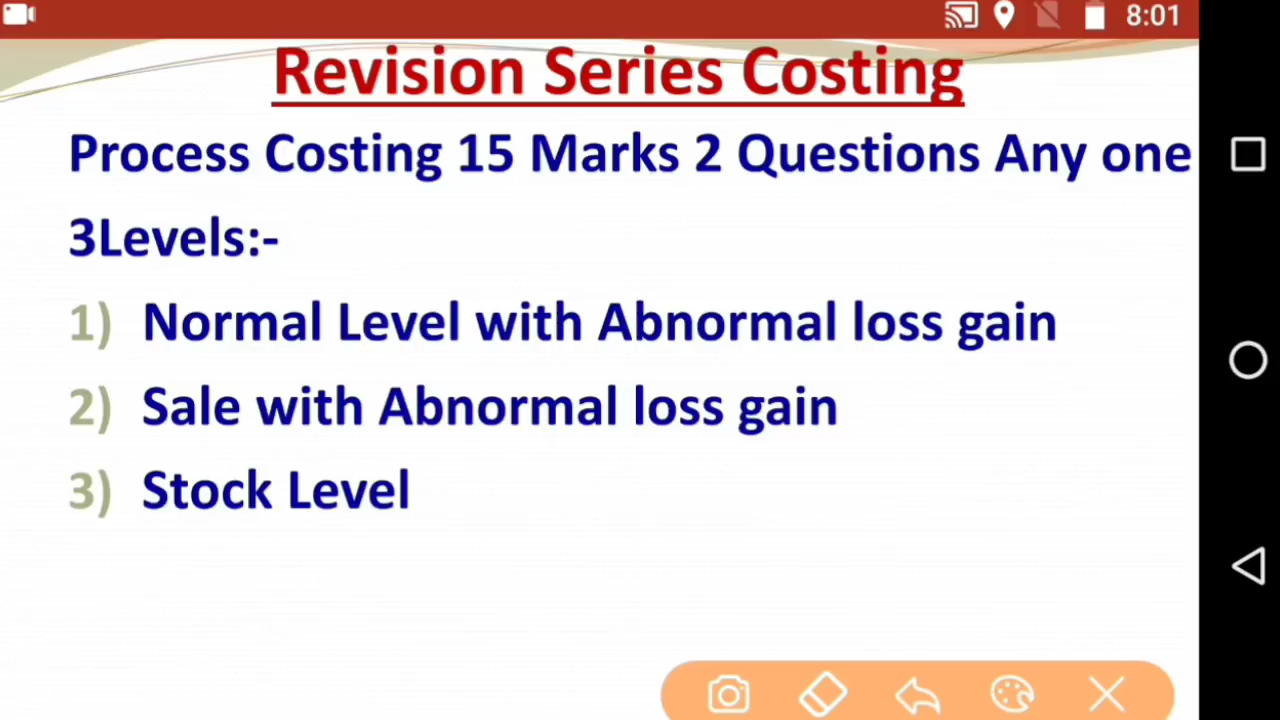 8:01
Revision Series Costing
Process Costing 15 Marks 2 Questions Any one
3Levels:-
1) Normal Level with Abnormal loss gain
2) Sale with Abnormal loss gain
3) Stock Level